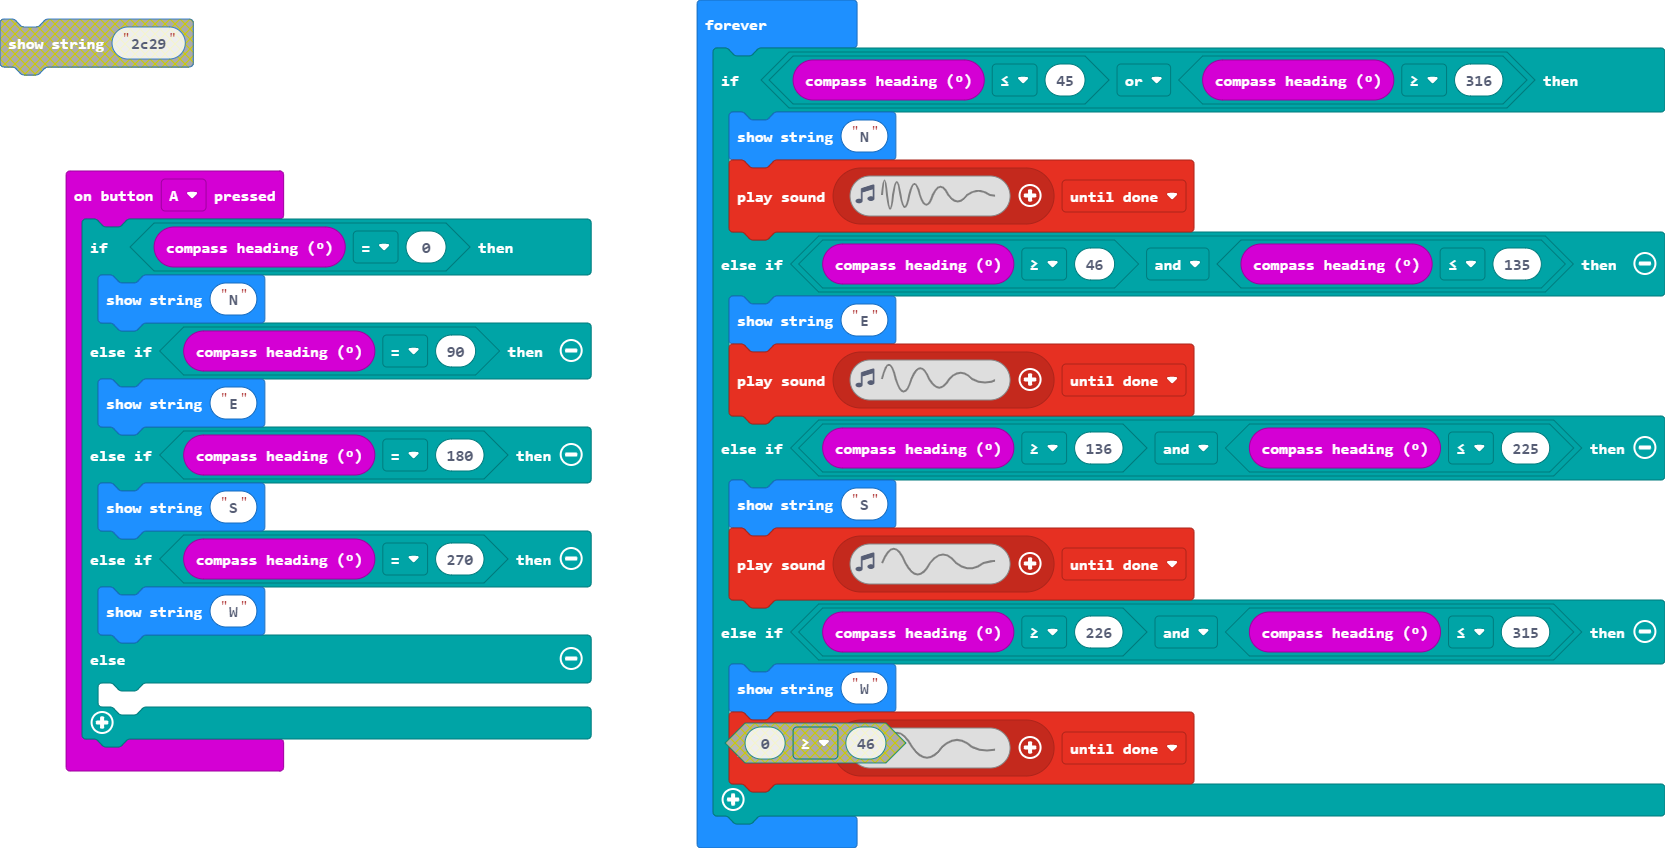 show string "2c29"
on button A pressed
if compass heading (º) = 0 then
show string "N"
else if compass heading (º) = 90 then
show string "E"
else if compass heading (º) = 180 then
show string "S"
else if compass heading (º) = 270 then
show string "W"
else
forever
if compass heading (º) ≤ 45 or compass heading (º) ≥ 316 then
show string "N"
play sound until done
else if compass heading (º) ≥ 46 and compass heading (º) ≤ 135 then
show string "E"
play sound until done
else if compass heading (º) ≥ 136 and compass heading (º) ≤ 225 then
show string "S"
play sound until done
else if compass heading (º) ≥ 226 and compass heading (º) ≤ 315 then
show string "W"
0 ≥ 46 until done